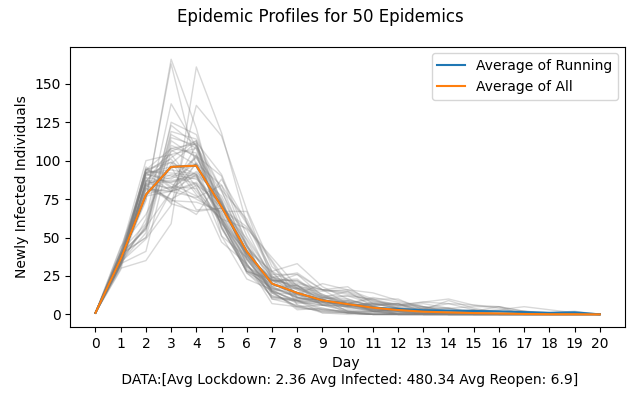 Epidemic Profiles for 50 Epidemics
Average of Running
Average of All
Newly Infected Individuals
150
125
100
75
50
25
0
0 1 2 3 4 5 6 7 8 9 10 11 12 13 14 15 16 17 18 19 20
Day
DATA:[Avg Lockdown: 2.36 Avg Infected: 480.34 Avg Reopen: 6.9]